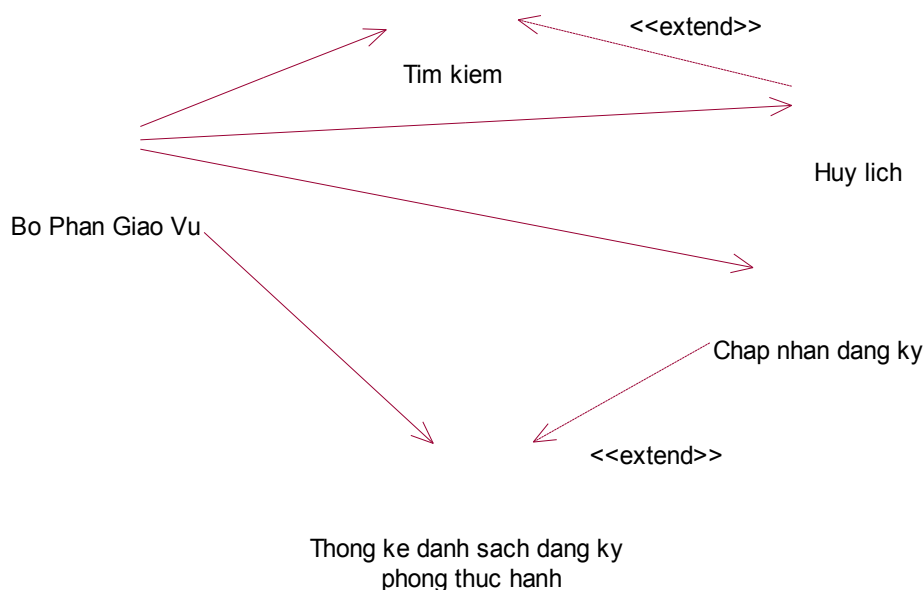 <<extend>>
Tim kiem
Huy lich
Bo Phan Giao Vu
Chap nhan dang ky
<<extend>>
Thong ke danh sach dang ky
phong thuc hanh